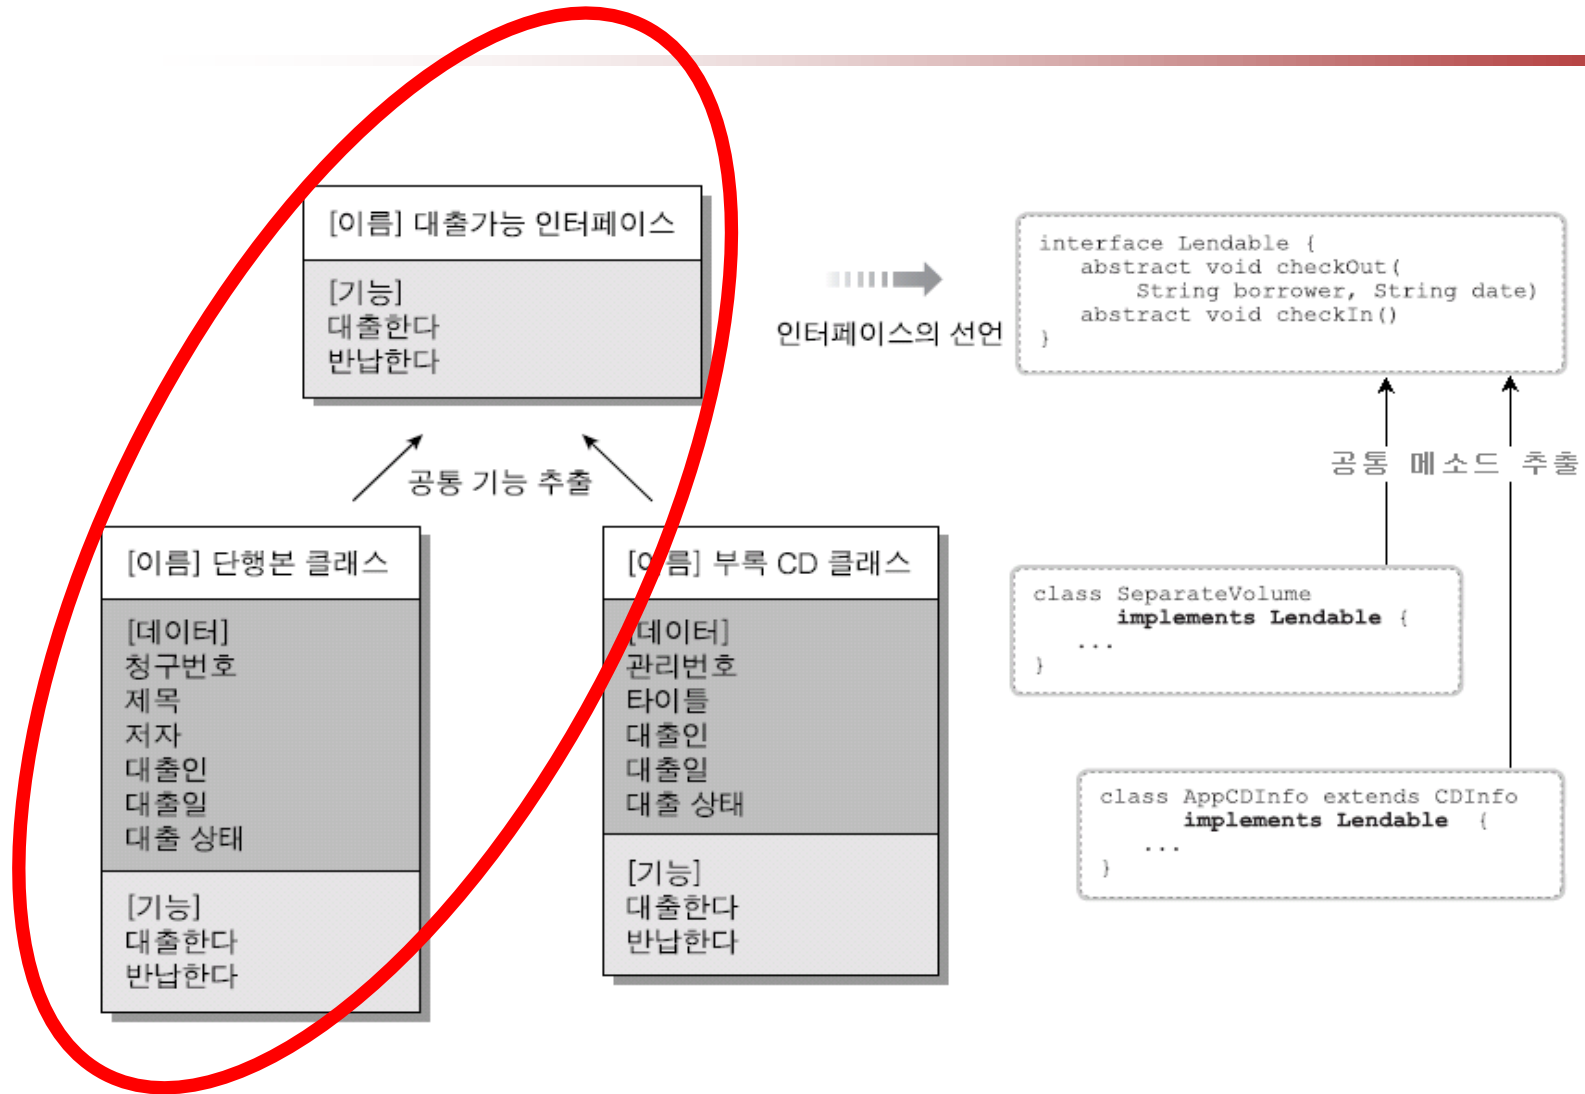 [이름] 대출가능 인터페이스
[기능]
대출한다
반납한다
인터페이스의 선언
interface Lendable {
abstract void checkOut(
String borrower, String date)
abstract void checkIn()
}
공통 기능 추출
공통 메소드 추출
[이름] 단행본 클래스
[데이터]
청구번호
제목
저자
대출인
대출일
대출 상태
[기능]
대출한다
반납한다
[이름] 부록 CD 클래스
[데이터]
관리번호
타이틀
대출인
대출일
대출 상태
[기능]
대출한다
반납한다
class SeparateVolume
implements Lendable {
...
}
class AppCDInfo extends CDInfo
implements Lendable {
...
}